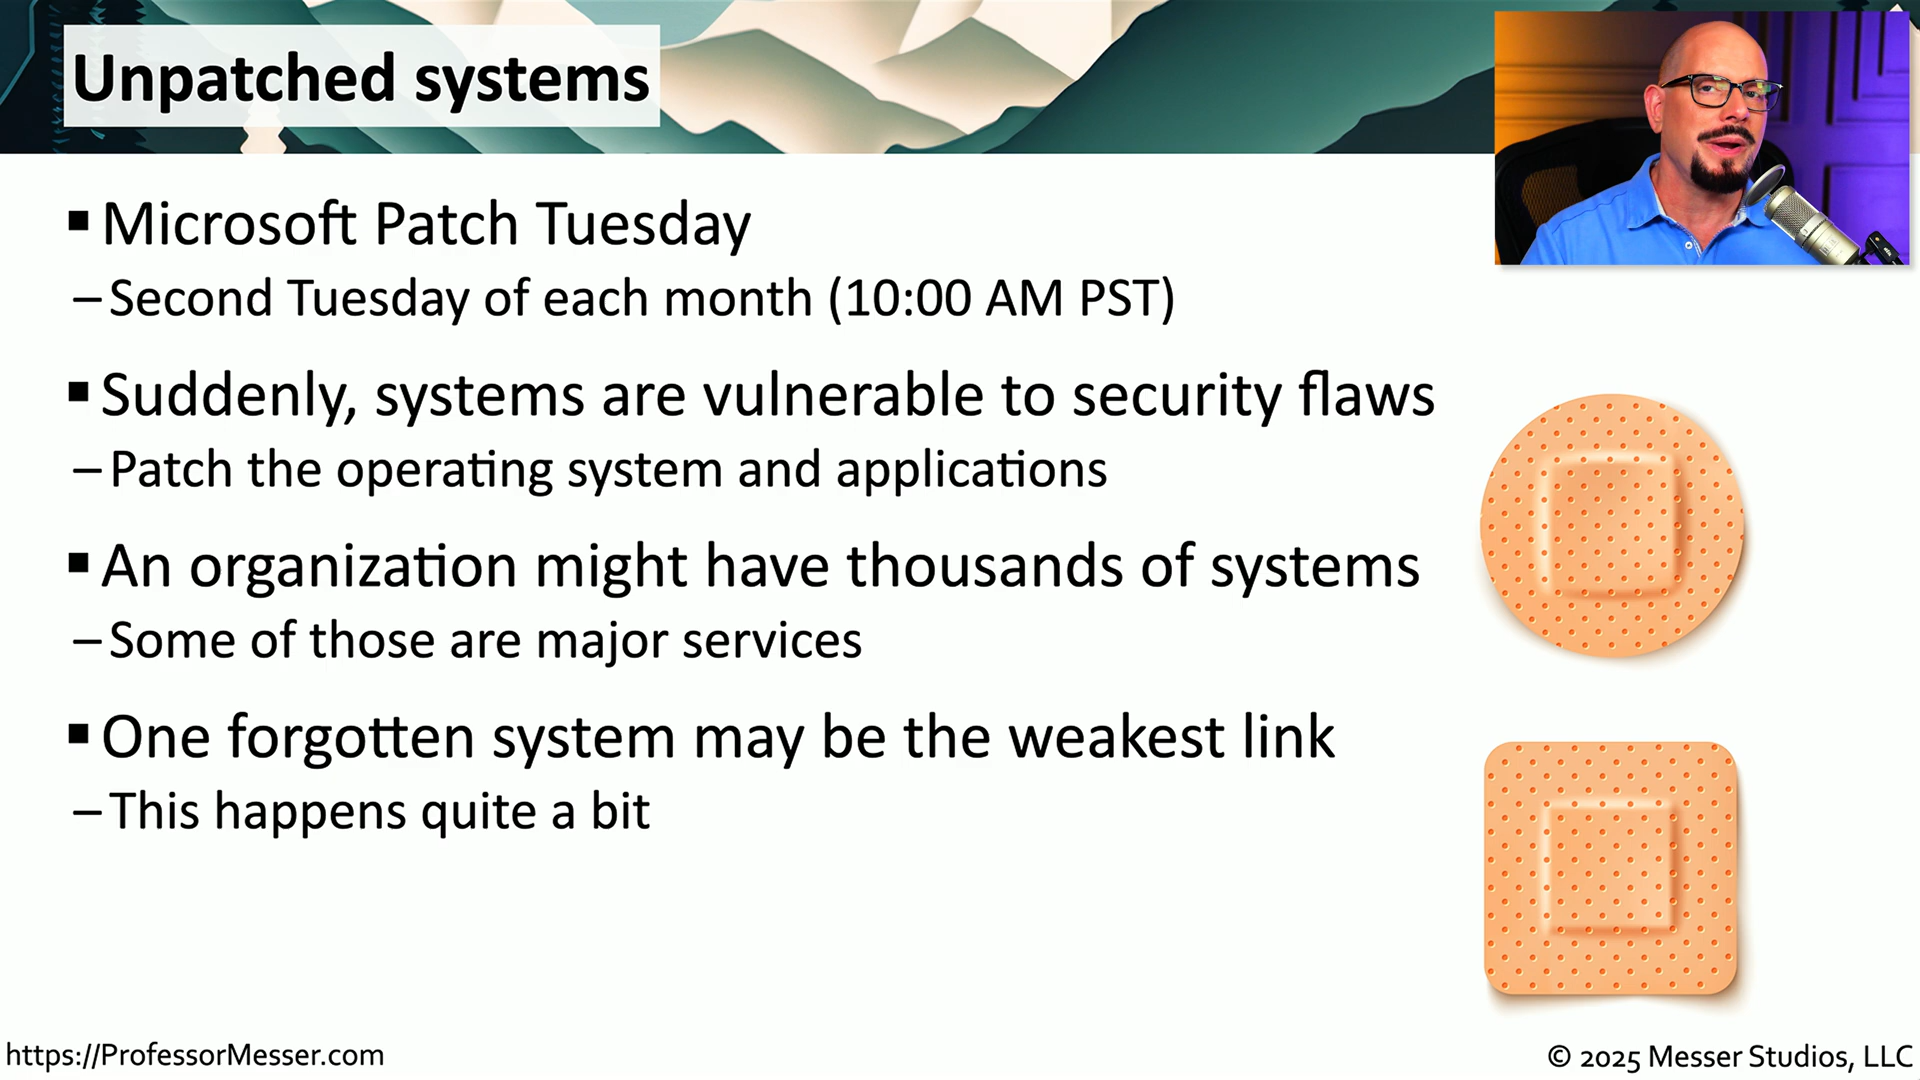 Unpatched systems
▪ Microsoft Patch Tuesday
– Second Tuesday of each month (10:00 AM PST)
▪ Suddenly, systems are vulnerable to security flaws
– Patch the operating system and applications
▪ An organization might have thousands of systems
– Some of those are major services
▪ One forgotten system may be the weakest link
– This happens quite a bit
https://ProfessorMesser.com
© 2025 Messer Studios, LLC